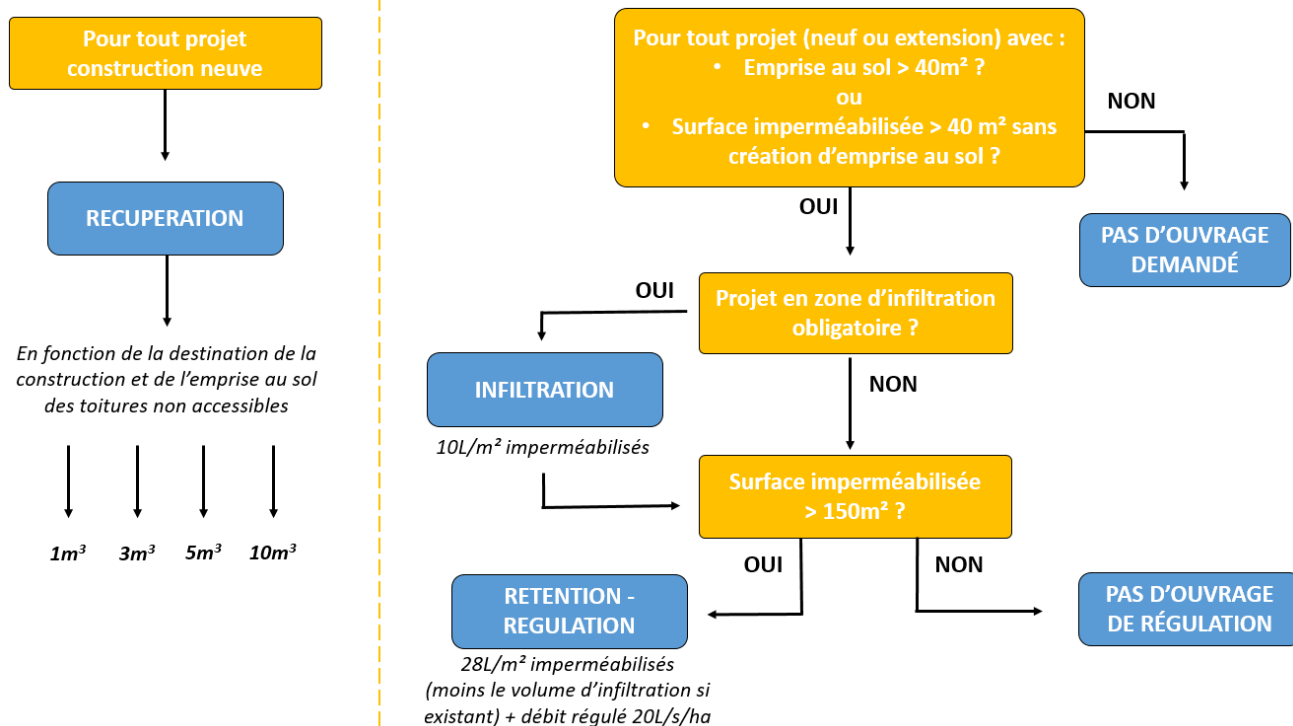 Pour tout projet
construction neuve
RECUPERATION
En fonction de la destination de la
construction et de l'emprise au sol
des toitures non accessibles
1m³ 3m³ 5m³ 10m³
Pour tout projet (neuf ou extension) avec :
• Emprise au sol > 40m² ?
ou
• Surface imperméabilisée > 40 m² sans
création d'emprise au sol ?
NON
OUI
PAS D'OUVRAGE
DEMANDÉ
Projet en zone d'infiltration
obligatoire ?
OUI
INFILTRATION
10L/m² imperméabilisés
NON
Surface imperméabilisée
> 150m² ?
OUI
NON
RETENTION -
REGULATION
28L/m² imperméabilisés
(moins le volume d'infiltration si
existant) + débit régulé 20L/s/ha
PAS D'OUVRAGE
DE RÉGULATION